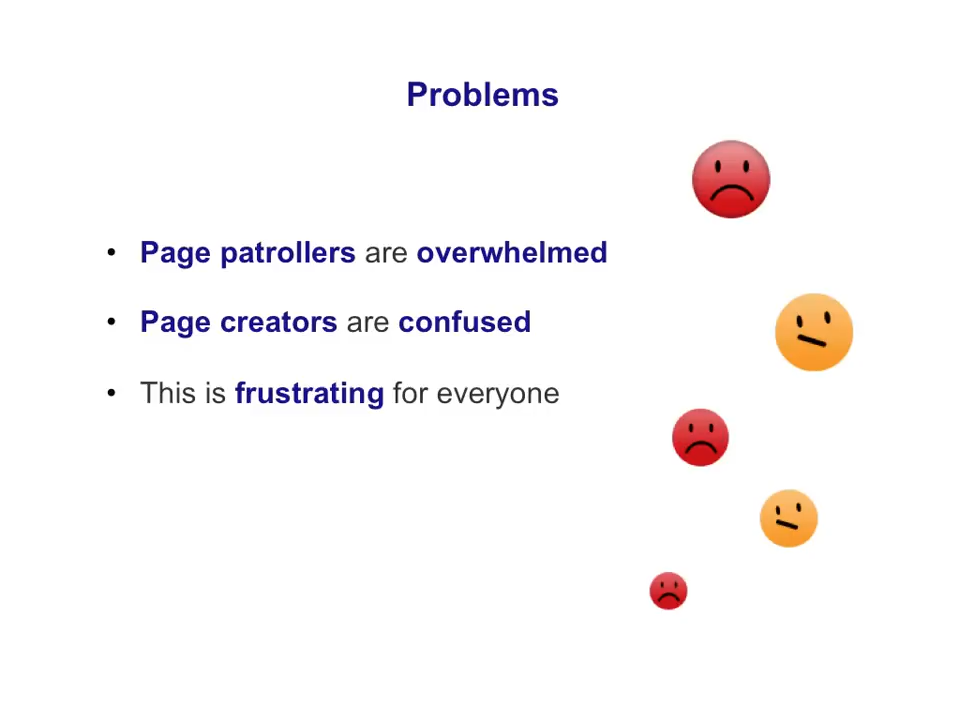 Problems
• Page patrollers are overwhelmed
• Page creators are confused
• This is frustrating for everyone